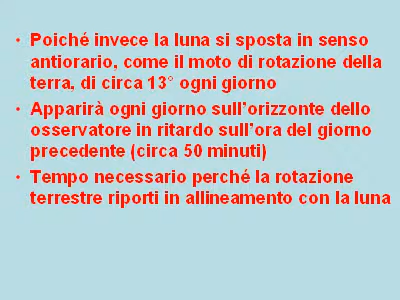 • Poiché invece la luna si sposta in senso
antiorario, come il moto di rotazione della
terra, di circa 13° ogni giorno
• Apparirà ogni giorno sull'orizzonte dello
osservatore in ritardo sull'ora del giorno
precedente (circa 50 minuti)
• Tempo necessario perché la rotazione
terrestre riporti in allineamento con la luna